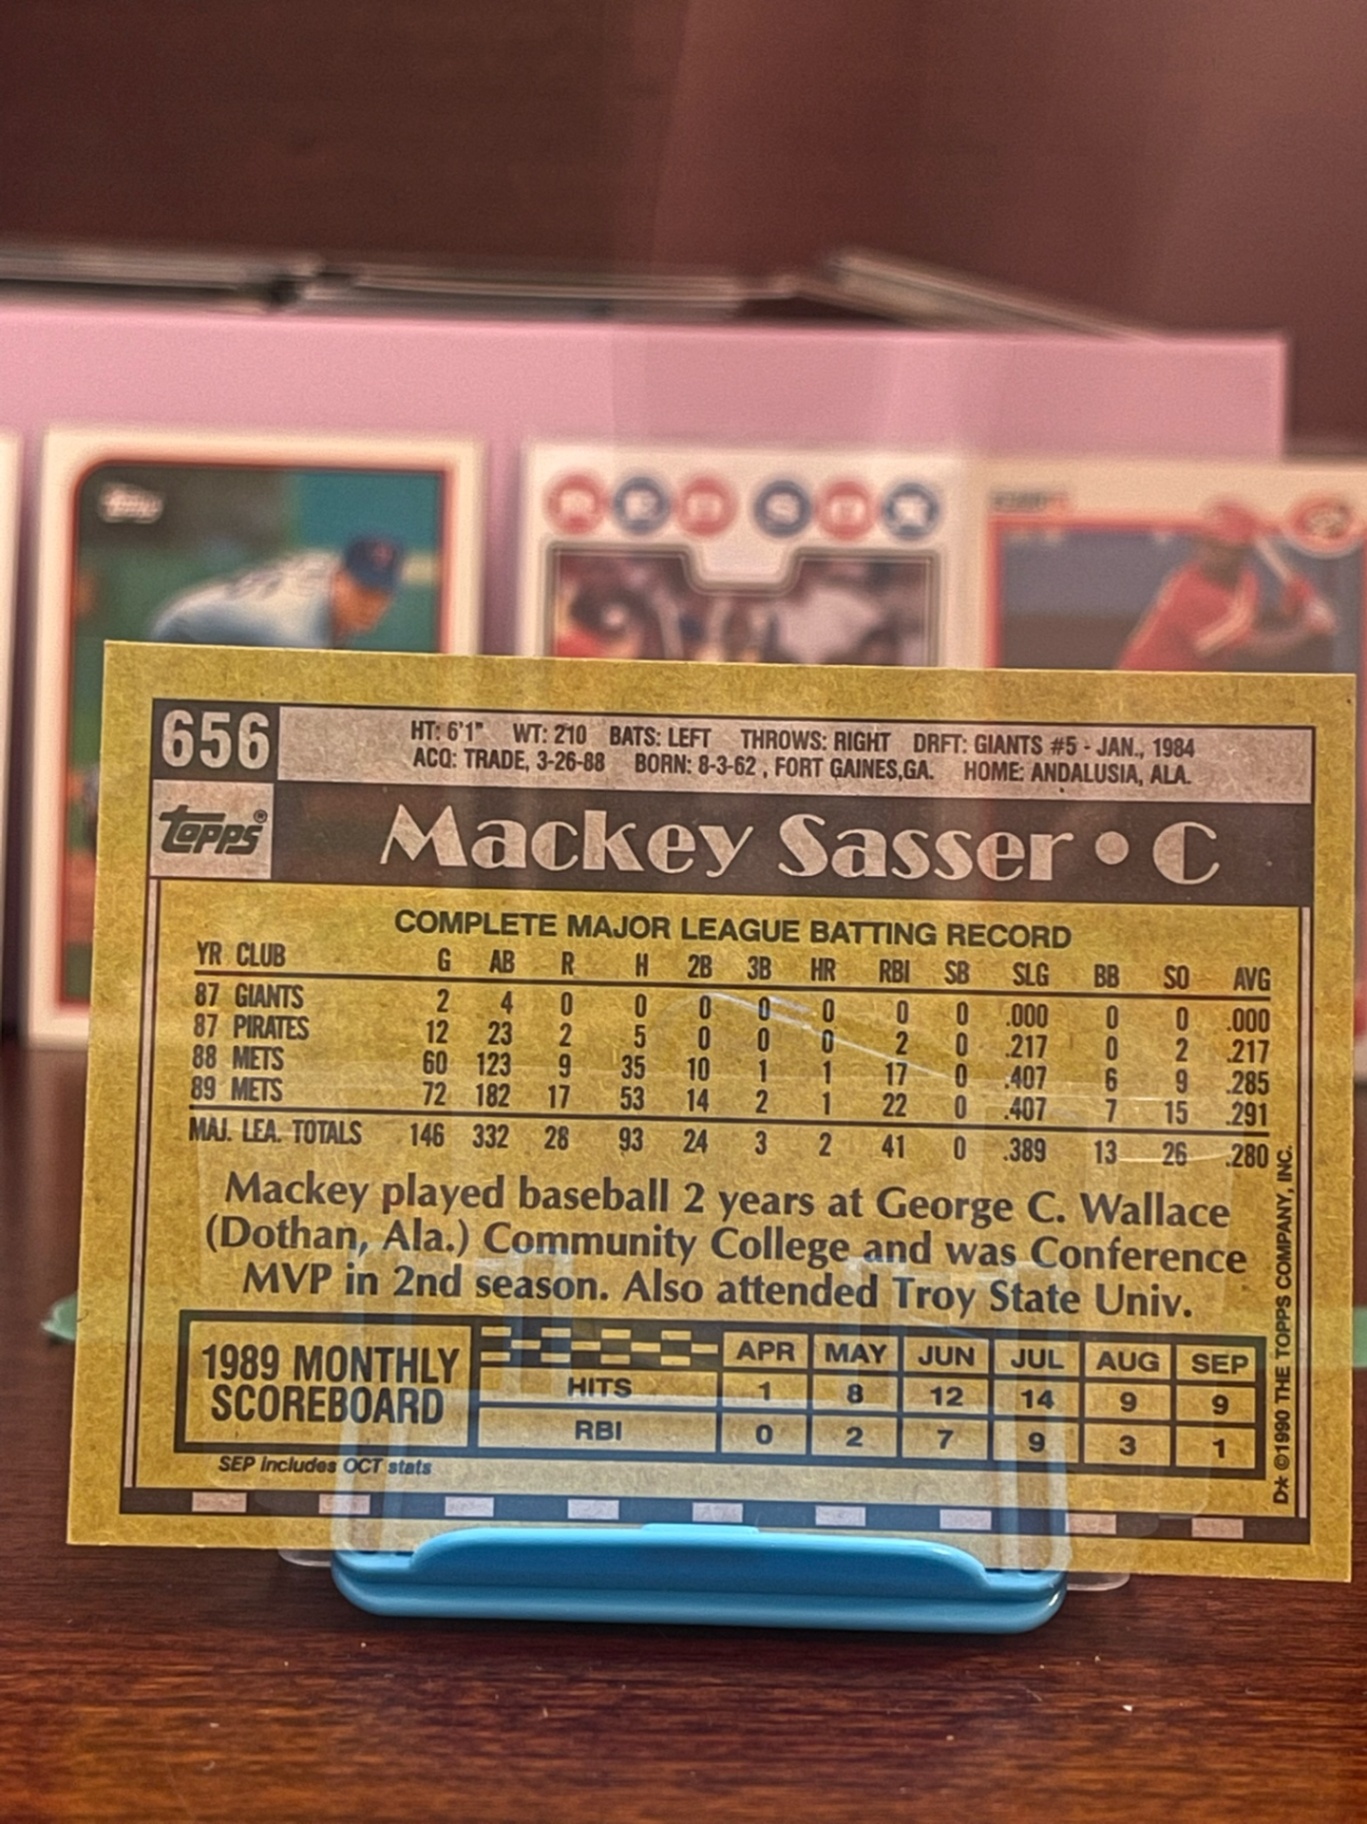 Topps
RED SOX
656
HT: 6'1" WT: 210 BATS: LEFT THROWS: RIGHT DRFT: GIANTS #5 - JAN., 1984
ACQ: TRADE, 3-26-88 BORN: 8-3-62, FORT GAINES, GA. HOME: ANDALUSIA, ALA.
topps®
Mackey Sasser • C
COMPLETE MAJOR LEAGUE BATTING RECORD
YR CLUB G AB R H 2B 3B HR RBI SB SLG BB SO AVG
87 GIANTS 2 4 0 0 0 0 0 0 0 .000 0 0 .000
87 PIRATES 12 23 2 5 0 0 0 2 0 .217 0 2 .217
88 METS 60 123 9 35 10 1 1 17 0 .407 6 9 .285
89 METS 72 182 17 53 14 2 1 22 0 .407 7 15 .291
MAJ. LEA. TOTALS 146 332 28 93 24 3 2 41 0 .389 13 26 .280
Mackey played baseball 2 years at George C. Wallace
(Dothan, Ala.) Community College and was Conference
MVP in 2nd season. Also attended Troy State Univ.
1989 MONTHLY
SCOREBOARD
APR MAY JUN JUL AUG SEP
HITS 1 8 12 14 9 9
RBI 0 2 7 9 3 1
SEP includes OCT stats
D* ©1990 THE TOPPS COMPANY, INC.